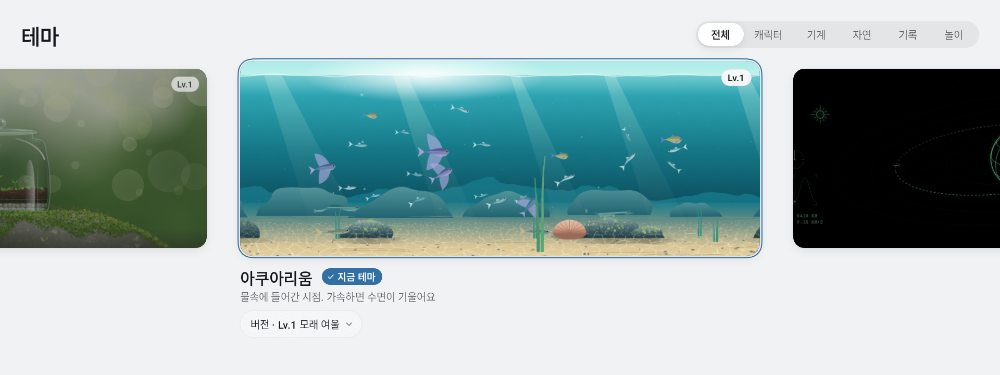 테마
전체 캐릭터 기계 자연 기록 놀이
Lv.1
Lv.1
아쿠아리움 지금 테마
물속에 들어간 시점. 가속하면 수면이 기울어요
버전 · Lv.1 모래 여울